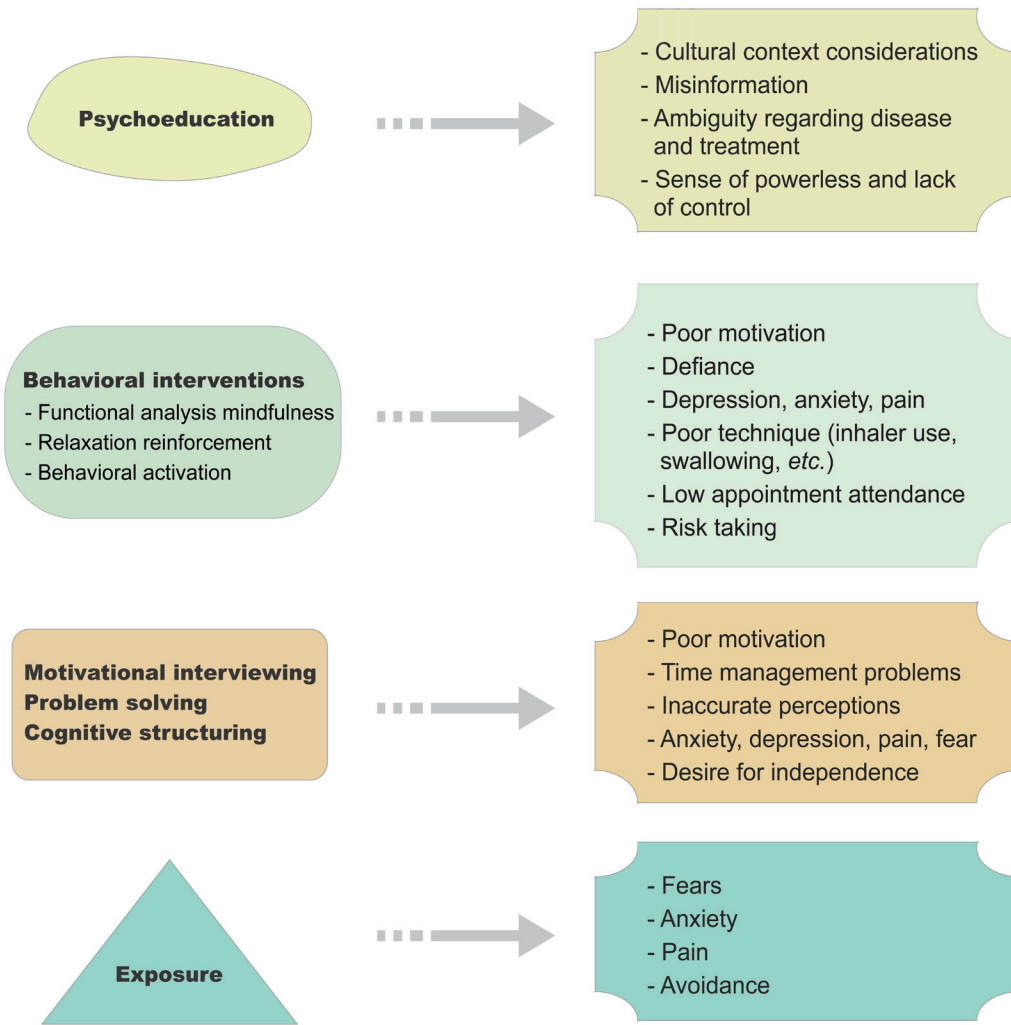 Psychoeducation
- Cultural context considerations
- Misinformation
- Ambiguity regarding disease
and treatment
- Sense of powerless and lack
of control
Behavioral interventions
- Functional analysis mindfulness
- Relaxation reinforcement
- Behavioral activation
- Poor motivation
- Defiance
- Depression, anxiety, pain
- Poor technique (inhaler use,
swallowing, etc.)
- Low appointment attendance
- Risk taking
Motivational interviewing
Problem solving
Cognitive structuring
- Poor motivation
- Time management problems
- Inaccurate perceptions
- Anxiety, depression, pain, fear
- Desire for independence
Exposure
- Fears
- Anxiety
- Pain
- Avoidance